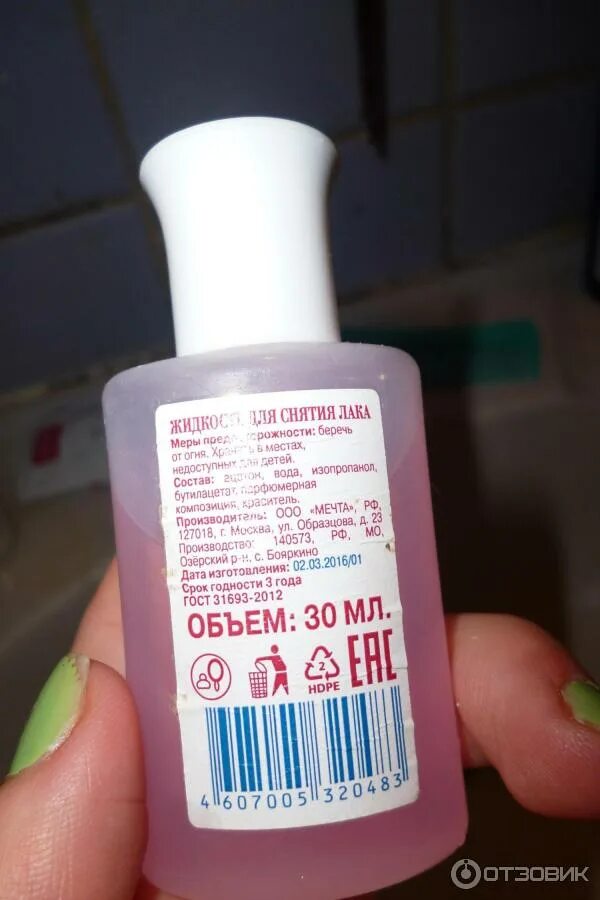 ЖИДКОСТЬ ДЛЯ СНЯТИЯ ЛАКА
Меры предосторожности: беречь
от огня. Хранить в местах,
недоступных для детей.
Состав: ацетон, вода, изопропанол,
бутилацетат, парфюмерная
композиция, краситель.
Производитель: ООО «МЕЧТА», РФ,
127018, г. Москва, ул. Образцова, д. 23
Производство: 140573, РФ, МО,
Озёрский р-н, с. Бояркино
Дата изготовления: 02.03.2016/01
Срок годности 3 года
ГОСТ 31693-2012
ОБЪЕМ: 30 МЛ.
2
HDPE
EAC
4 607005 320483
ОТЗОВИК